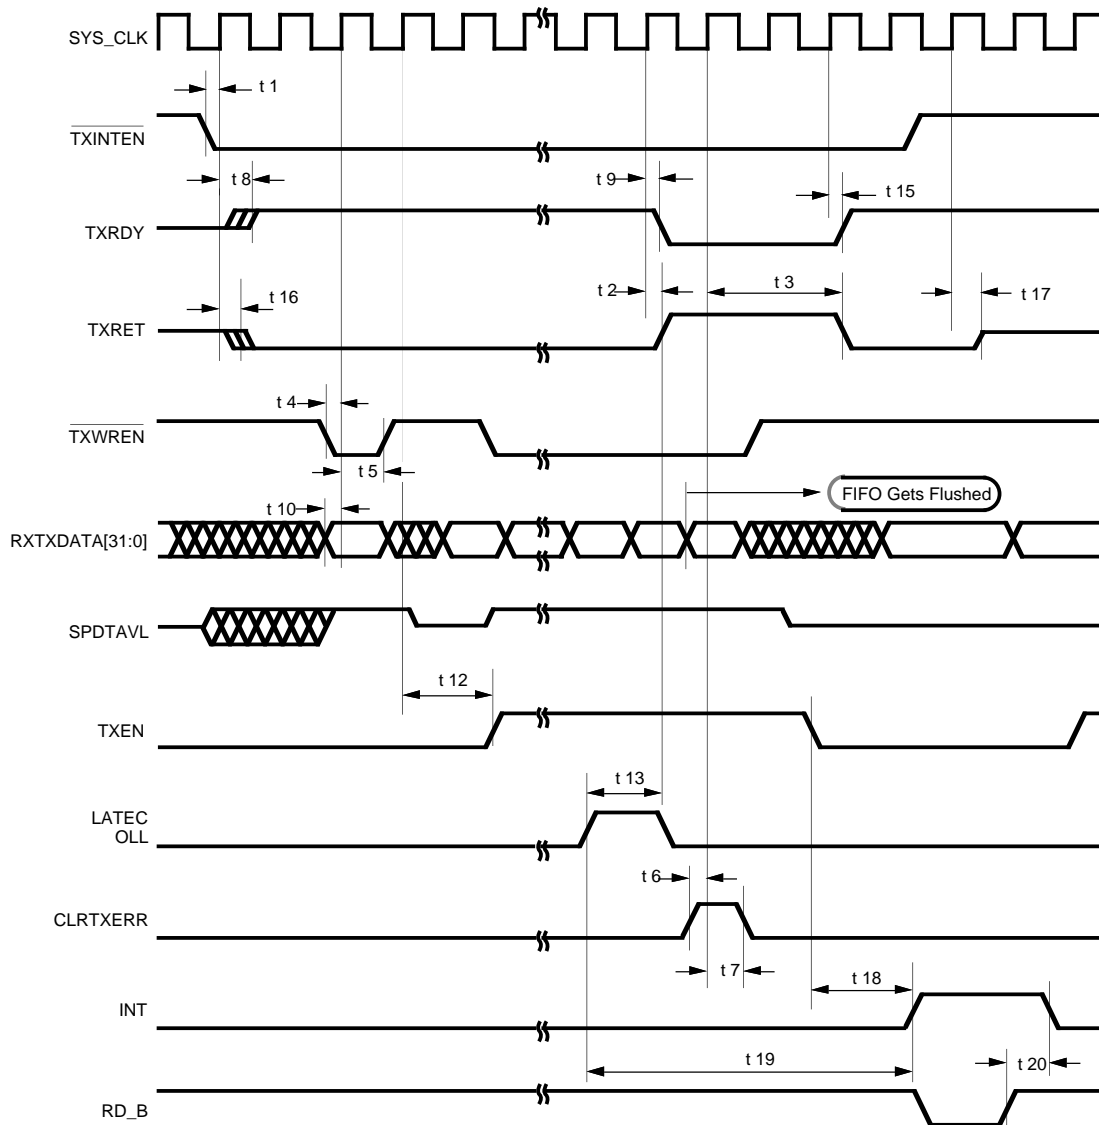 SYS_CLK
t 1
TXINTEN
t 8
t 9
t 15
TXRDY
t 16
t 2
t 3
t 17
TXRET
t 4
TXWREN
t 5
FIFO Gets Flushed
t 10
RXTXDATA[31:0]
SPDTAVL
t 12
TXEN
t 13
LATEC
OLL
t 6
CLRTXERR
t 7
t 18
INT
t 19
t 20
RD_B